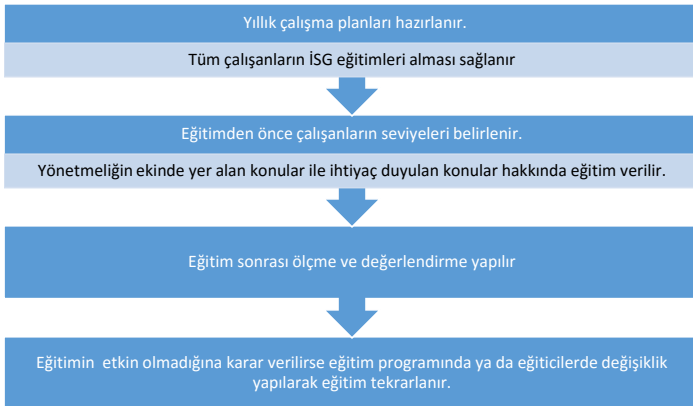 Yıllık çalışma planları hazırlanır.
Tüm çalışanların İSG eğitimleri alması sağlanır
Eğitimden önce çalışanların seviyeleri belirlenir.
Yönetmeliğin ekinde yer alan konular ile ihtiyaç duyulan konular hakkında eğitim verilir.
Eğitim sonrası ölçme ve değerlendirme yapılır
Eğitimin etkin olmadığına karar verilirse eğitim programında ya da eğiticilerde değişiklik
yapılarak eğitim tekrarlanır.